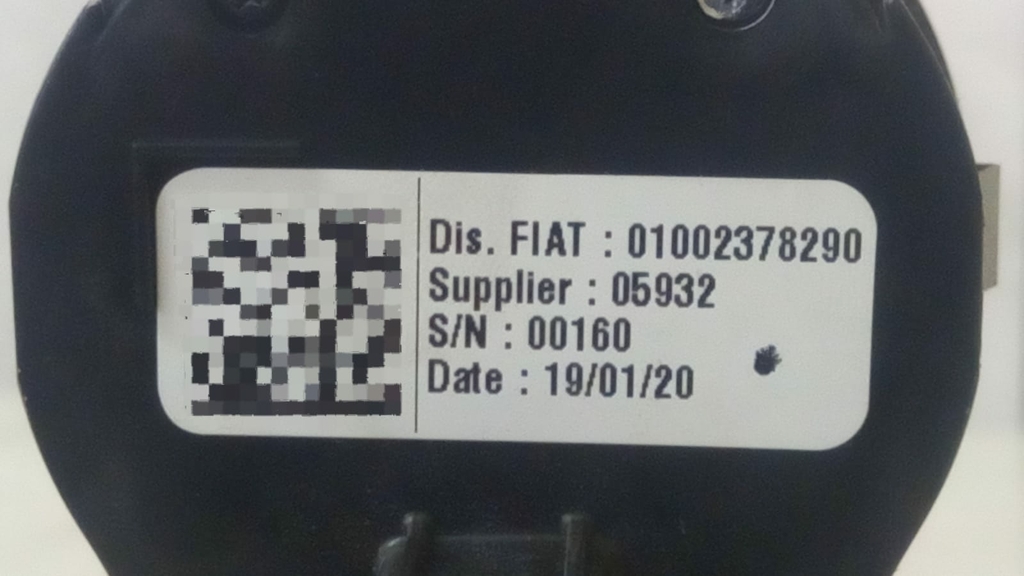 Dis. FIAT : 01002378290
Supplier : 05932
S/N : 00160
Date : 19/01/20